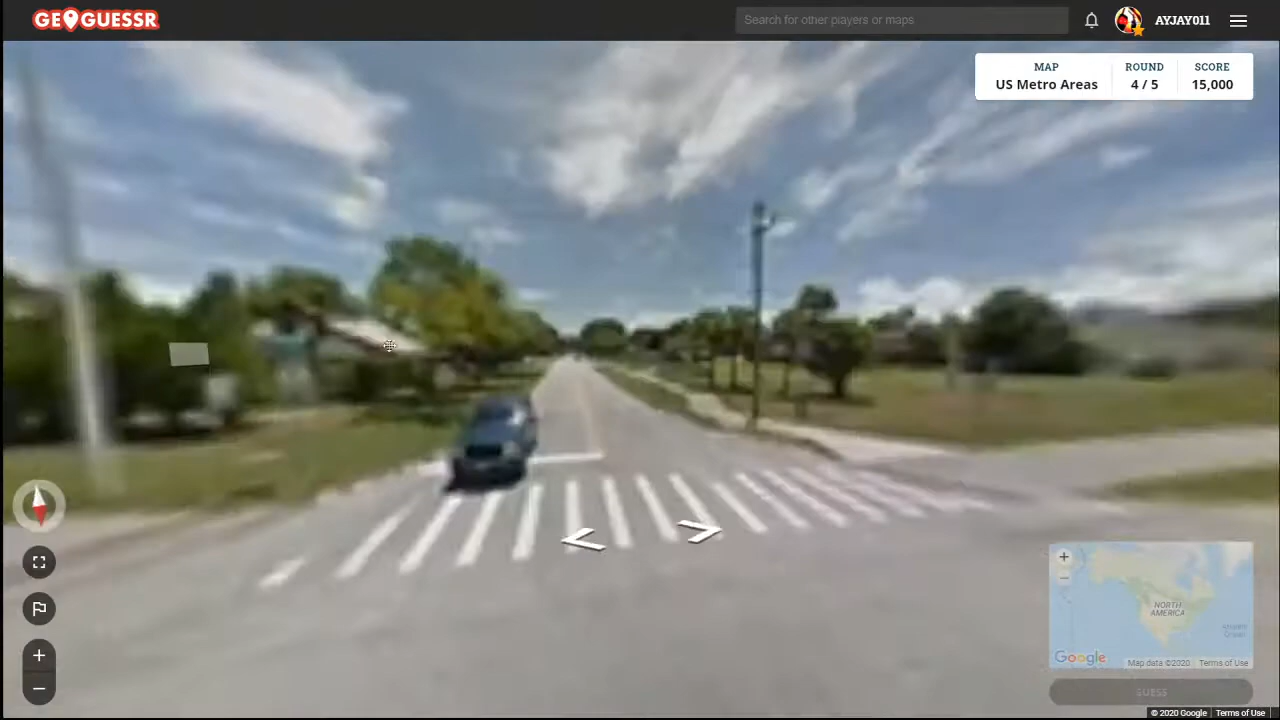 GEOGUESSR
Search for other players or maps
AYJAY011
MAP ROUND SCORE
US Metro Areas 4 / 5 15,000
NORTH
AMERICA
Google Map data ©2020 Terms of Use
GUESS
© 2020 Google Terms of Use